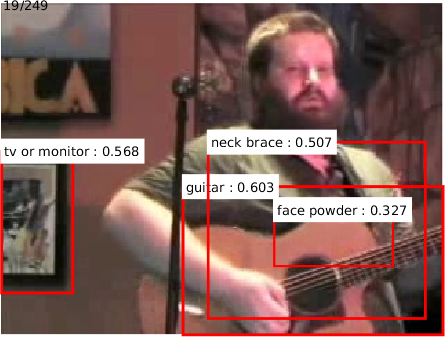 19/249
BICA
neck brace : 0.507
tv or monitor : 0.568
guitar : 0.603
face powder : 0.327